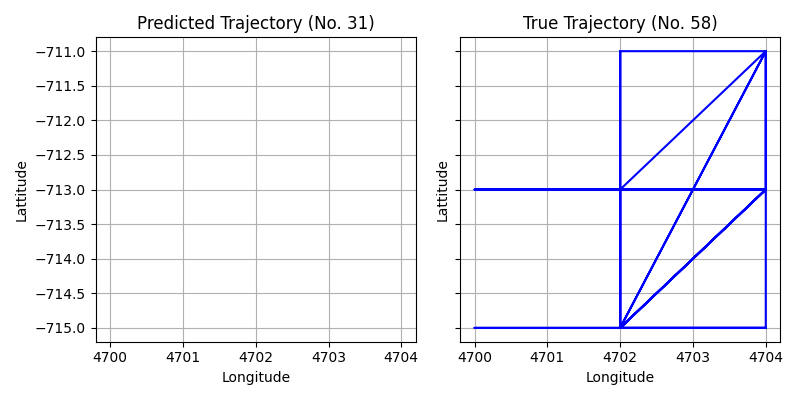 Predicted Trajectory (No. 31)
−711.0
−711.5
−712.0
−712.5
−713.0
−713.5
−714.0
−714.5
−715.0
Lattitude
4700 4701 4702 4703 4704
Longitude
True Trajectory (No. 58)
Lattitude
4700 4701 4702 4703 4704
Longitude